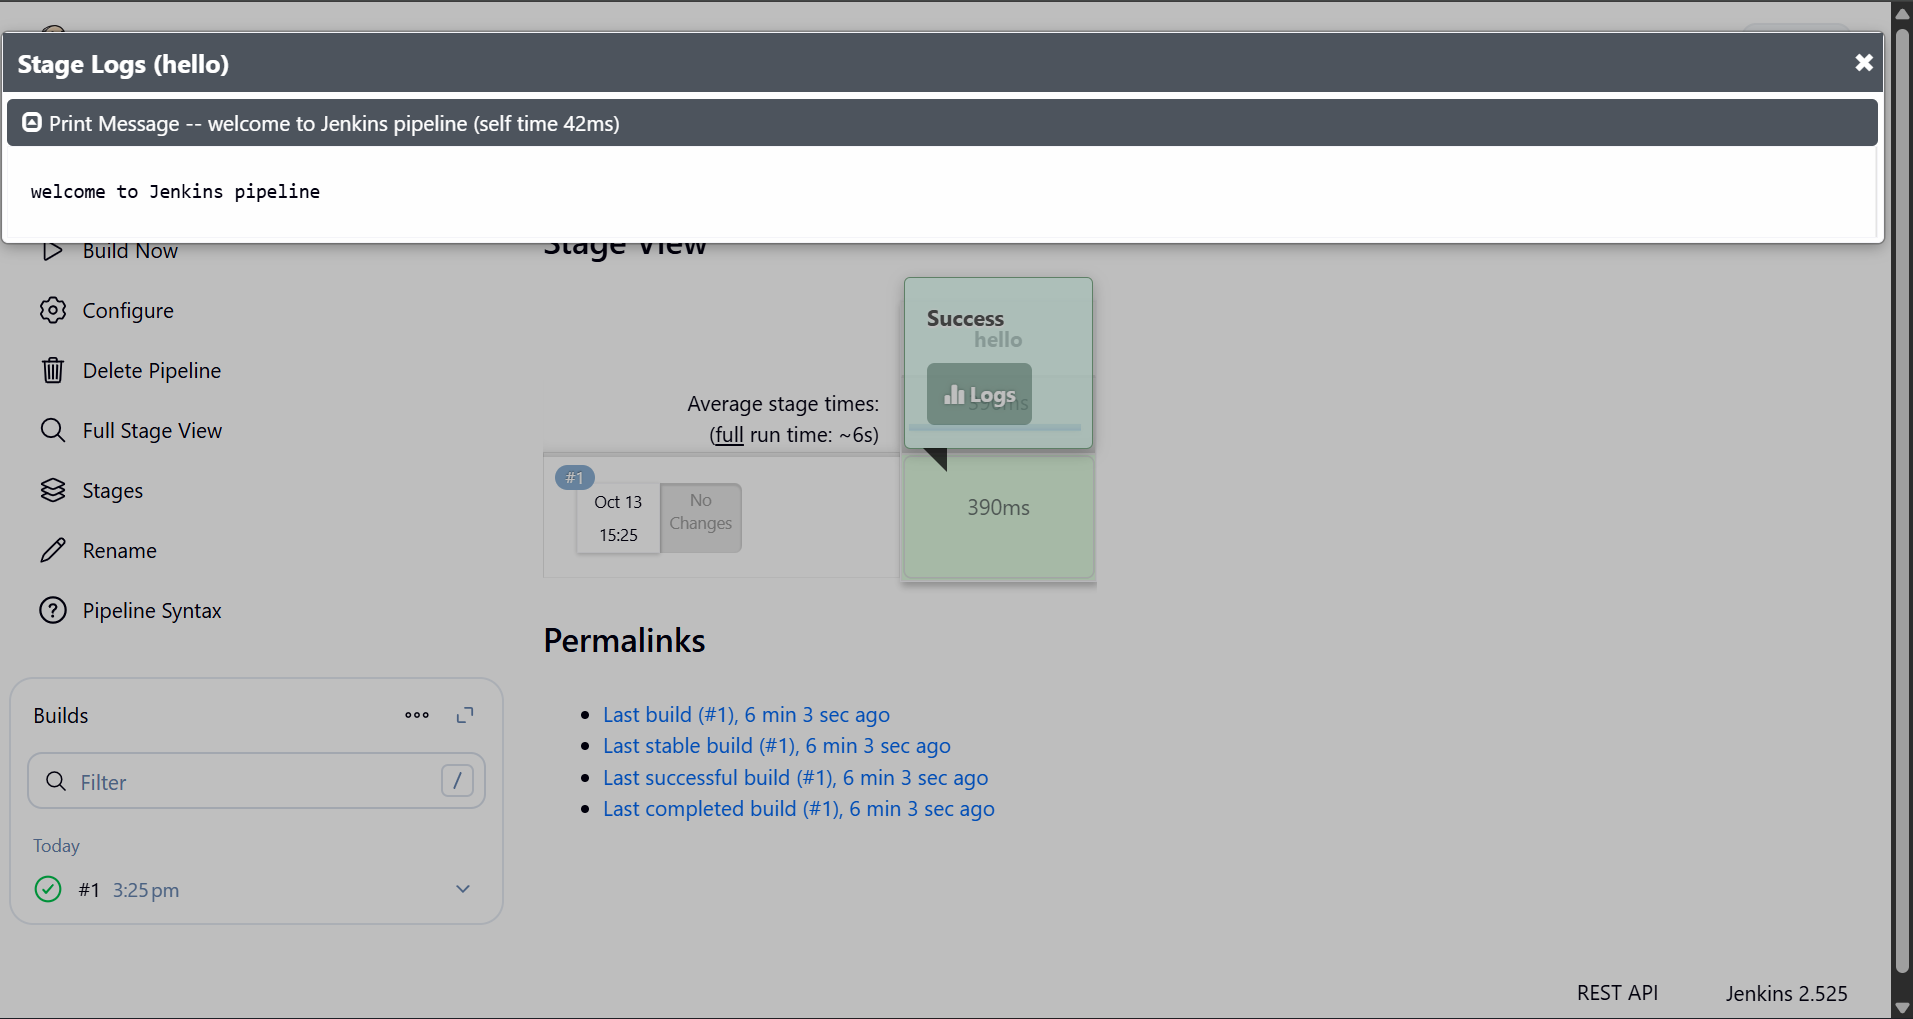 Stage Logs (hello)
Print Message -- welcome to Jenkins pipeline (self time 42ms)
welcome to Jenkins pipeline
Build Now
Configure
Delete Pipeline
Full Stage View
Stages
Rename
Pipeline Syntax
Builds
Filter
/
Today
#1 3:25 pm
Stage View
Success
hello
Logs
390ms
Average stage times:
(full run time: ~6s)
#1
Oct 13
15:25
No
Changes
390ms
Permalinks
Last build (#1), 6 min 3 sec ago
Last stable build (#1), 6 min 3 sec ago
Last successful build (#1), 6 min 3 sec ago
Last completed build (#1), 6 min 3 sec ago
REST API
Jenkins 2.525